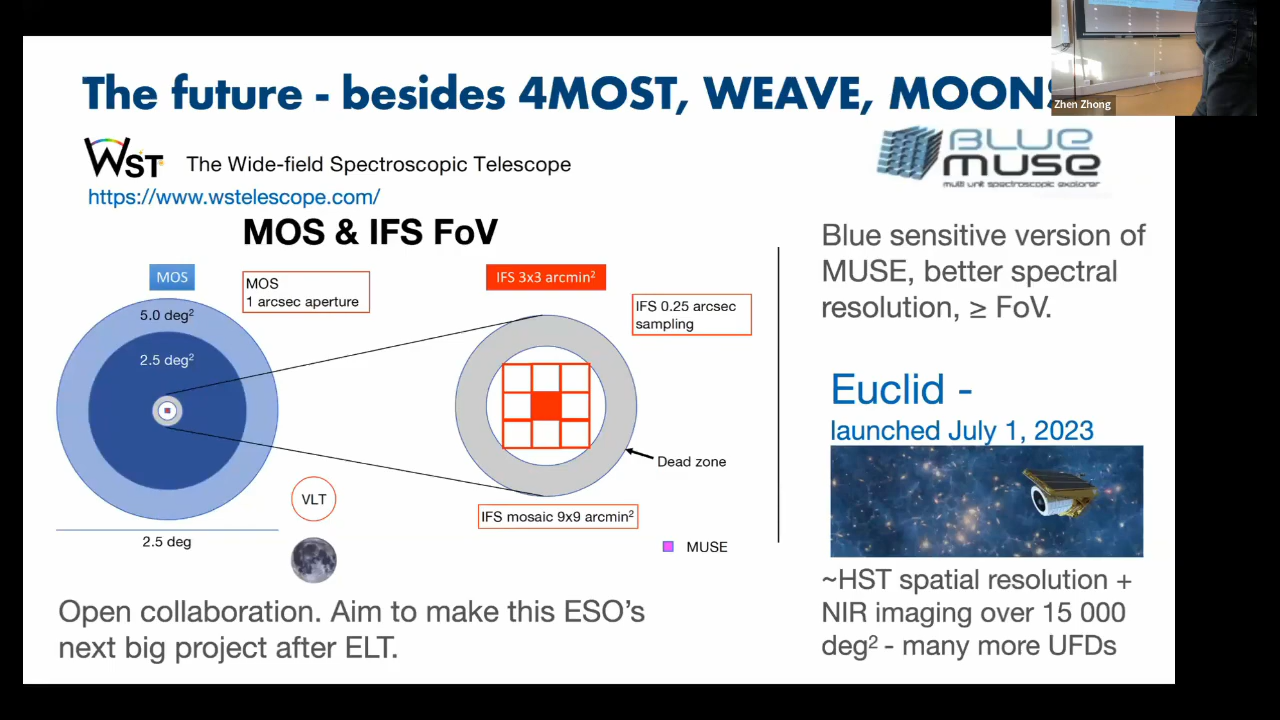 The future - besides 4MOST, WEAVE, MOONS
Zhen Zhong
WST The Wide-field Spectroscopic Telescope
https://www.wstelescope.com/
BLUE
MUSE
multi unit spectroscopic explorer
MOS & IFS FoV
MOS
MOS
1 arcsec aperture
5.0 deg²
2.5 deg²
IFS 3x3 arcmin²
IFS 0.25 arcsec
sampling
Dead zone
VLT
IFS mosaic 9x9 arcmin²
2.5 deg
MUSE
Open collaboration. Aim to make this ESO's
next big project after ELT.
Blue sensitive version of
MUSE, better spectral
resolution, ≥ FoV.
Euclid -
launched July 1, 2023
~HST spatial resolution +
NIR imaging over 15 000
deg² - many more UFDs